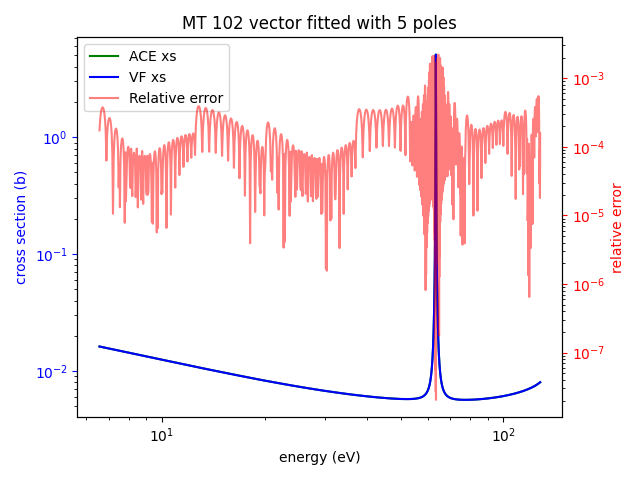 MT 102 vector fitted with 5 poles
ACE xs
VF xs
Relative error
cross section (b)
10⁰
10⁻¹
10⁻²
10⁻³
10⁻⁴
10⁻⁵
10⁻⁶
10⁻⁷
relative error
10¹
10²
energy (eV)